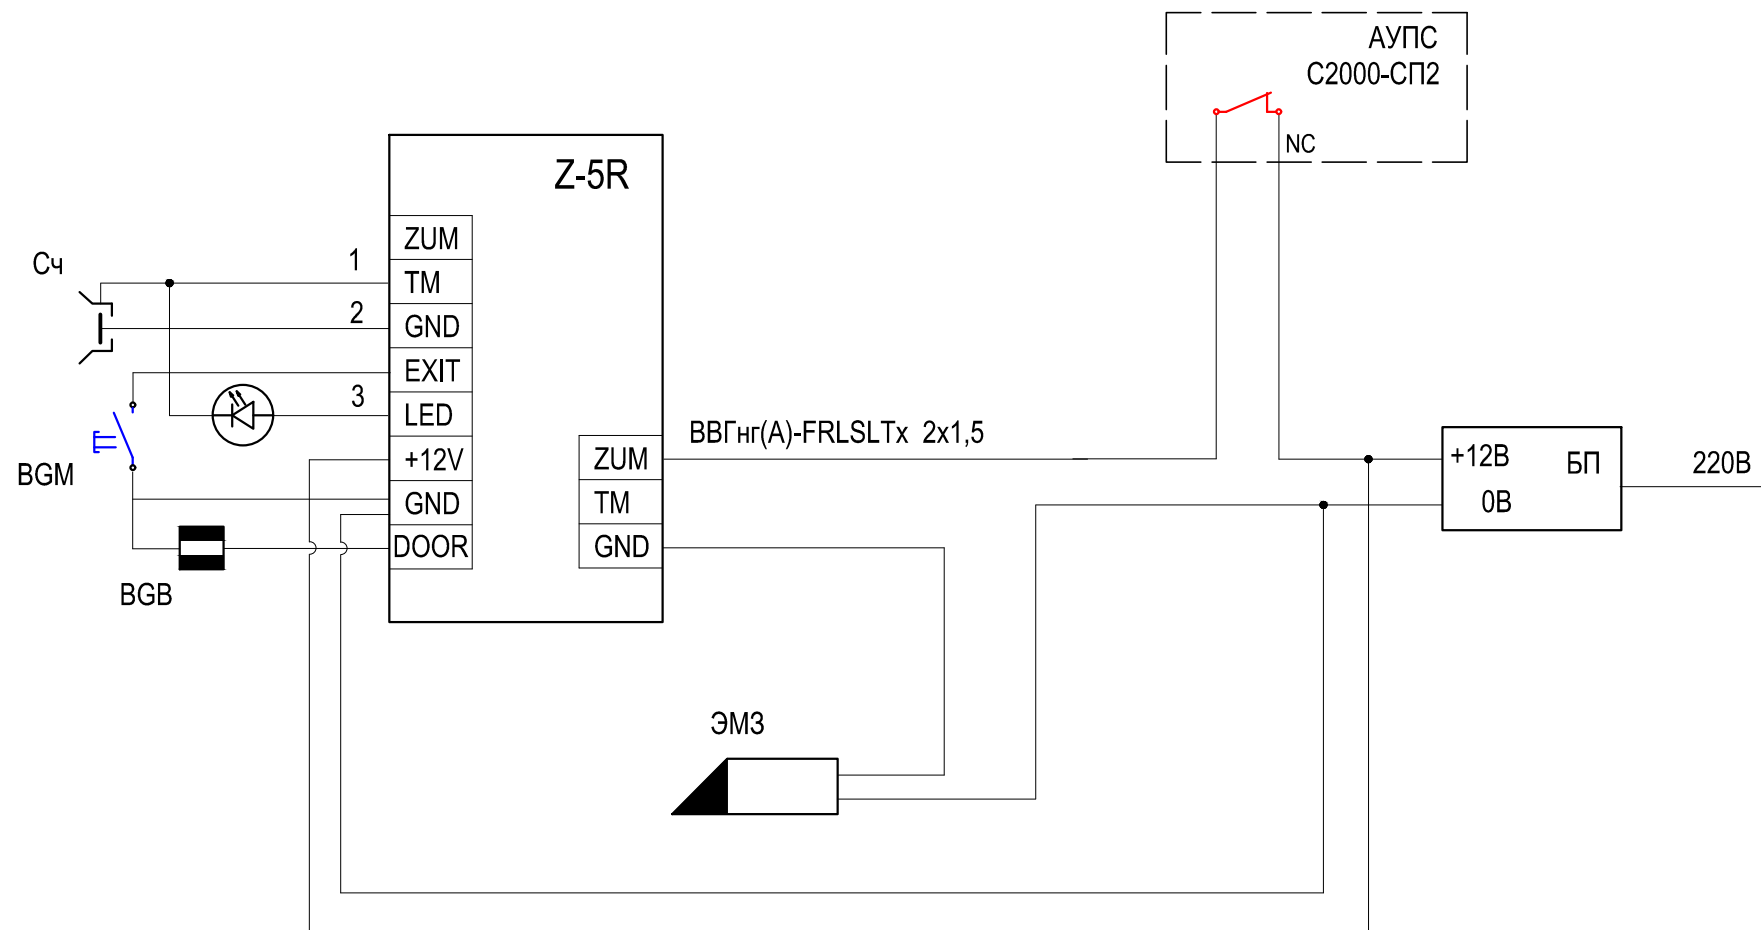 АУПС
С2000-СП2
NC
Z-5R
ZUM
TM
GND
EXIT
LED
+12V
GND
DOOR
ZUM
TM
GND
Сч
1
2
3
BGM
BGB
ВВГнг(А)-FRLSLTx 2х1,5
+12В
0В
БП
220В
ЭМЗ